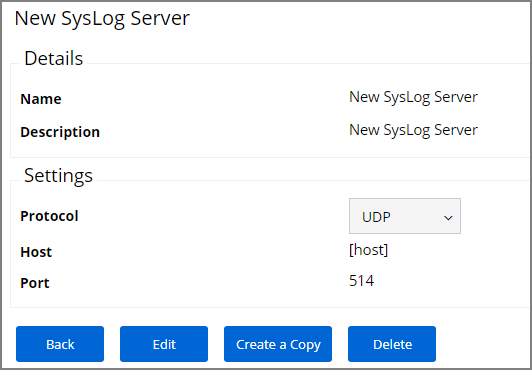 New SysLog Server
Details
Name New SysLog Server
Description New SysLog Server
Settings
Protocol UDP
Host [host]
Port 514
Back Edit Create a Copy Delete